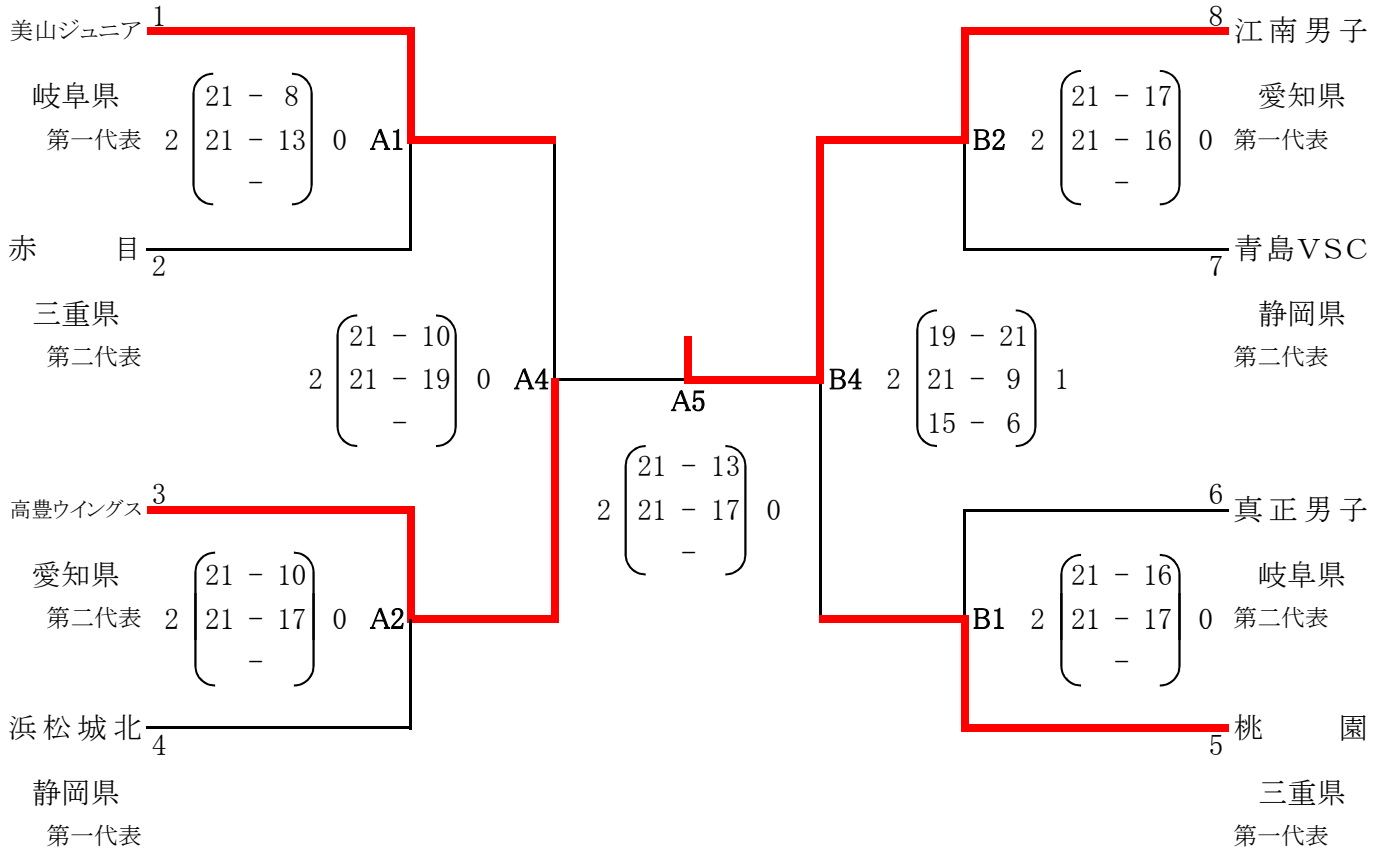 1
美山ジュニア
岐阜県
第一代表
2 21 - 8 0
21 - 13
-
A1
赤 目
2
三重県
第二代表
2 21 - 10 0
21 - 19
-
A4
3
高豊ウイングス
愛知県
第二代表
2 21 - 10 0
21 - 17
-
A2
浜松城北
4
静岡県
第一代表
A5
2 21 - 13 0
21 - 17
-
8
江南男子
愛知県
第一代表
B2
2 21 - 17 0
21 - 16
-
青島VSC
7
静岡県
第二代表
B4
2 19 - 21 1
21 - 9
15 - 6
6
真正男子
岐阜県
第二代表
B1
2 21 - 16 0
21 - 17
-
桃 園
5
三重県
第一代表